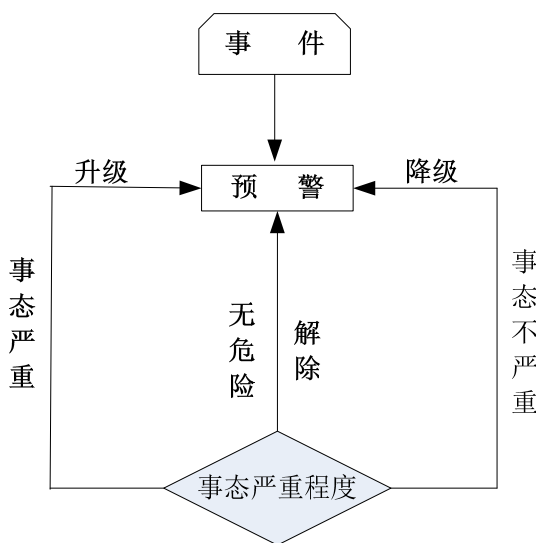 事 件
升级
降级
预 警
事态严重
无危险
解除
事态不严重
事态严重程度